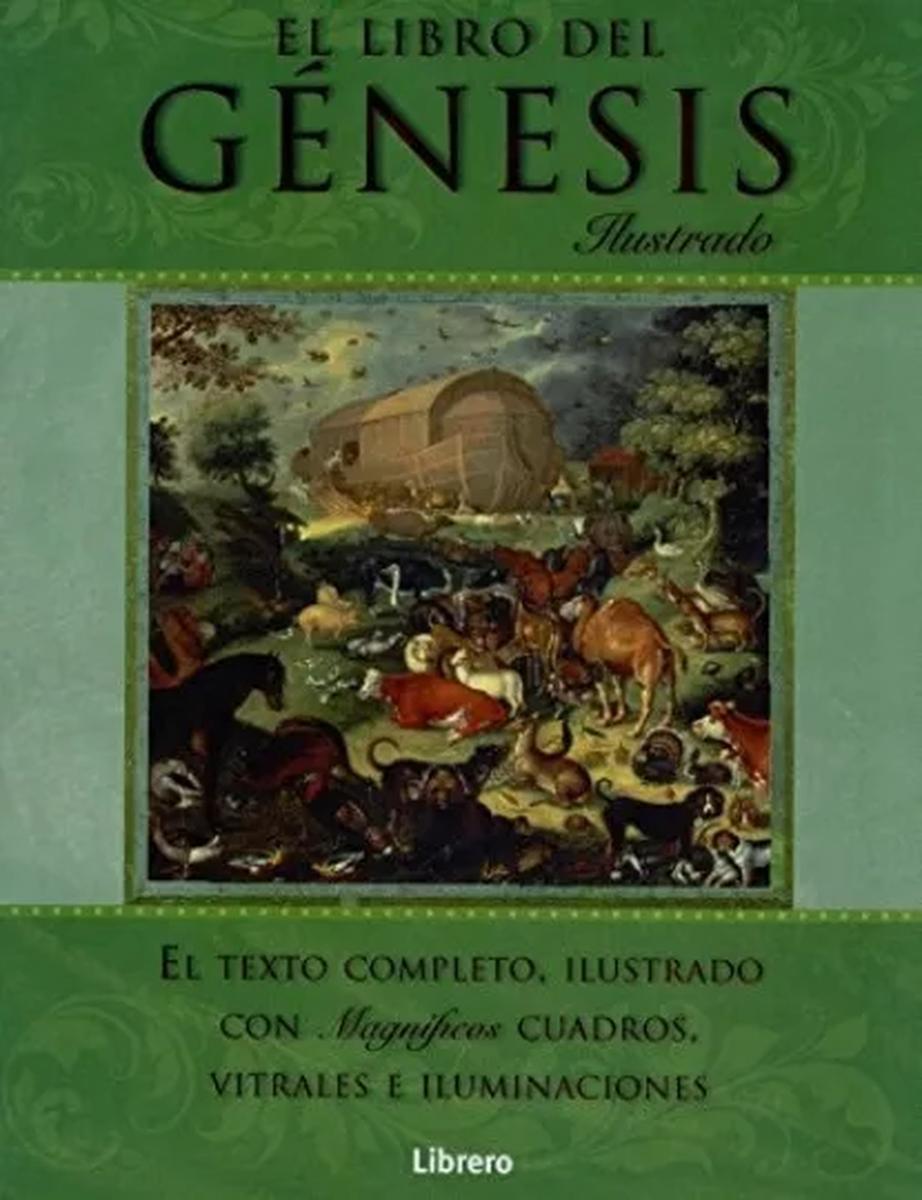 EL LIBRO DEL
GÉNESIS
Ilustrado
EL TEXTO COMPLETO, ILUSTRADO
CON Magníficos CUADROS,
VITRALES E ILUMINACIONES
Librero